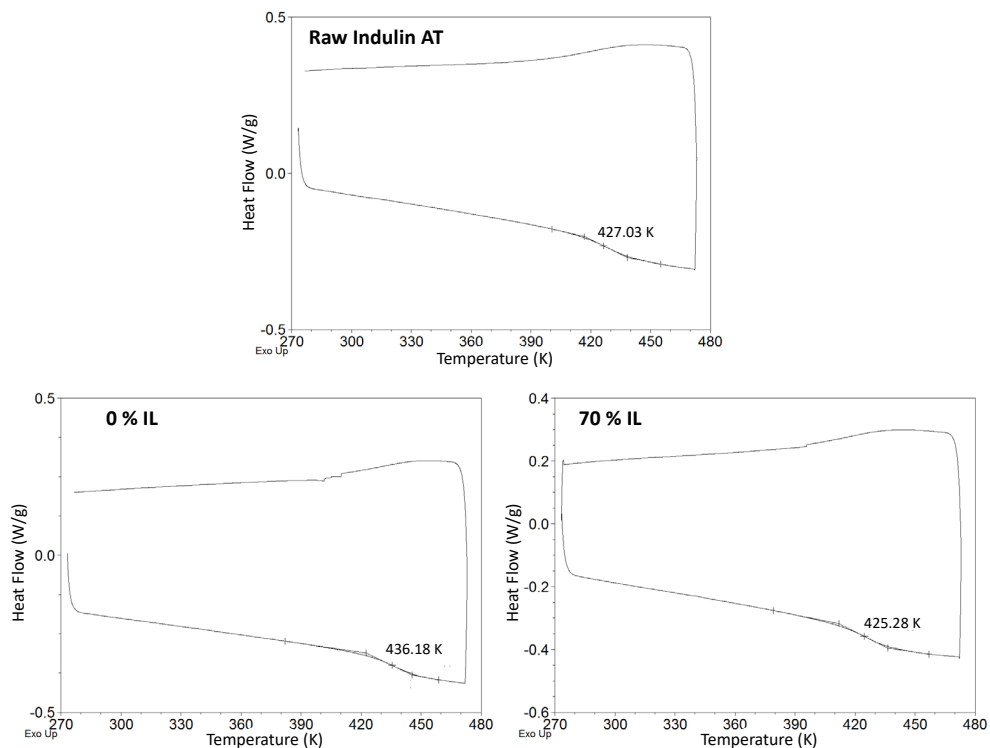 Raw Indulin AT
Heat Flow (W/g)
0.5
0.0
-0.5
427.03 K
270 300 330 360 390 420 450 480
Exo Up
Temperature (K)
0 % IL
Heat Flow (W/g)
0.5
0.0
-0.5
436.18 K
270 300 330 360 390 420 450 480
Exo Up
Temperature (K)
70 % IL
Heat Flow (W/g)
0.4
0.2
0.0
-0.2
-0.4
-0.6
425.28 K
270 300 330 360 390 420 450 480
Exo Up
Temperature (K)